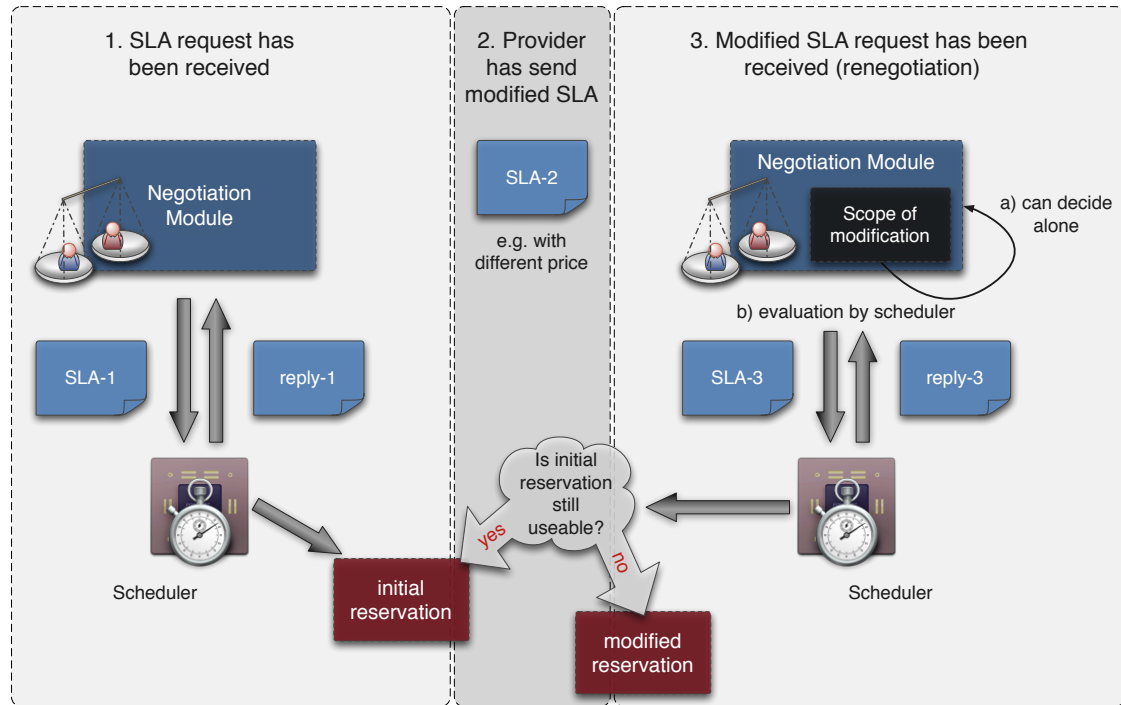 1. SLA request has
been received
Negotiation
Module
SLA-1
reply-1
Scheduler
initial
reservation
2. Provider
has send
modified SLA
SLA-2
e.g. with
different price
Is initial
reservation
still
useable?
yes
no
modified
reservation
3. Modified SLA request has been
received (renegotiation)
Negotiation Module
Scope of
modification
a) can decide
alone
b) evaluation by scheduler
SLA-3
reply-3
Scheduler